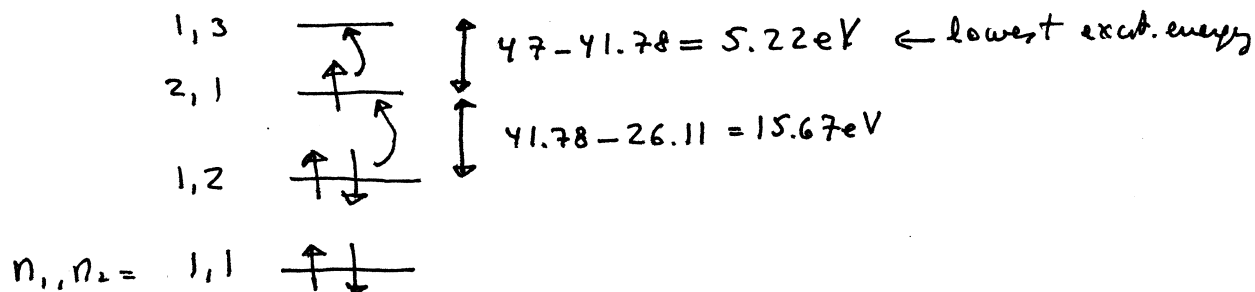 1,3 47-41.78 = 5.22eV ← lowest excit. energy
2,1
41.78-26.11 = 15.67eV
1,2
n₁,n₂= 1,1